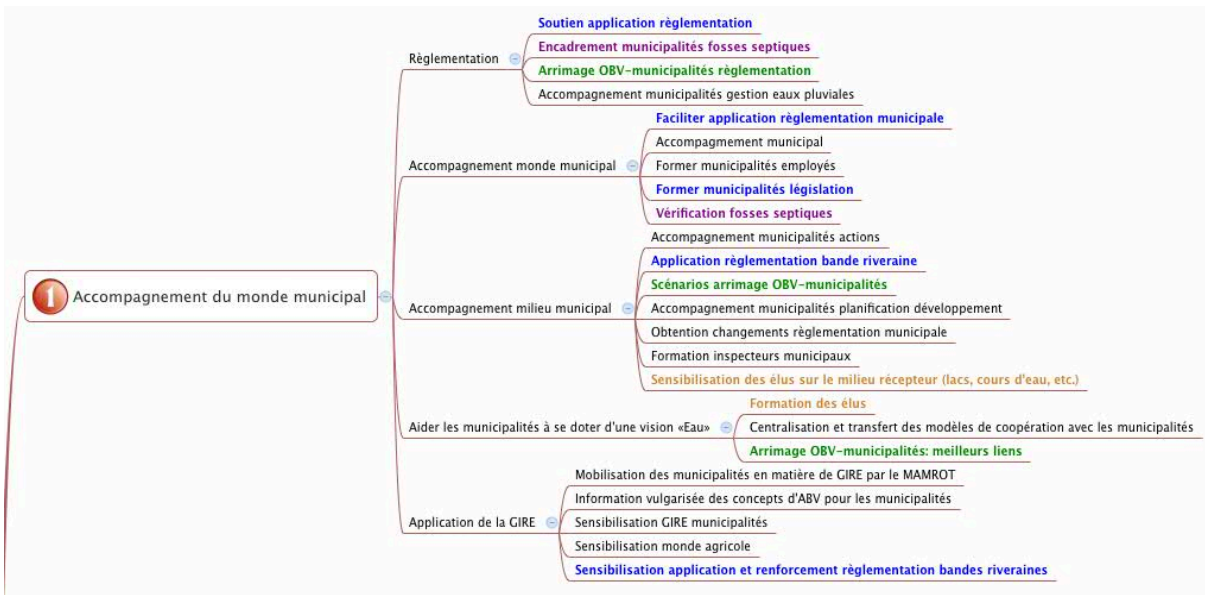 1 Accompagnement du monde municipal
Règlementation
Soutien application règlementation
Encadrement municipalités fosses septiques
Arrimage OBV-municipalités règlementation
Accompagnement municipalités gestion eaux pluviales
Accompagnement monde municipal
Faciliter application règlementation municipale
Accompagmement municipal
Former municipalités employés
Former municipalités législation
Vérification fosses septiques
Accompagnement milieu municipal
Accompagnement municipalités actions
Application règlementation bande riveraine
Scénarios arrimage OBV-municipalités
Accompagnement municipalités planification développement
Obtention changements règlementation municipale
Formation inspecteurs municipaux
Sensibilisation des élus sur le milieu récepteur (lacs, cours d'eau, etc.)
Aider les municipalités à se doter d'une vision «Eau»
Formation des élus
Centralisation et transfert des modèles de coopération avec les municipalités
Arrimage OBV-municipalités: meilleurs liens
Application de la GIRE
Mobilisation des municipalités en matière de GIRE par le MAMROT
Information vulgarisée des concepts d'ABV pour les municipalités
Sensibilisation GIRE municipalités
Sensibilisation monde agricole
Sensibilisation application et renforcement règlementation bandes riveraines